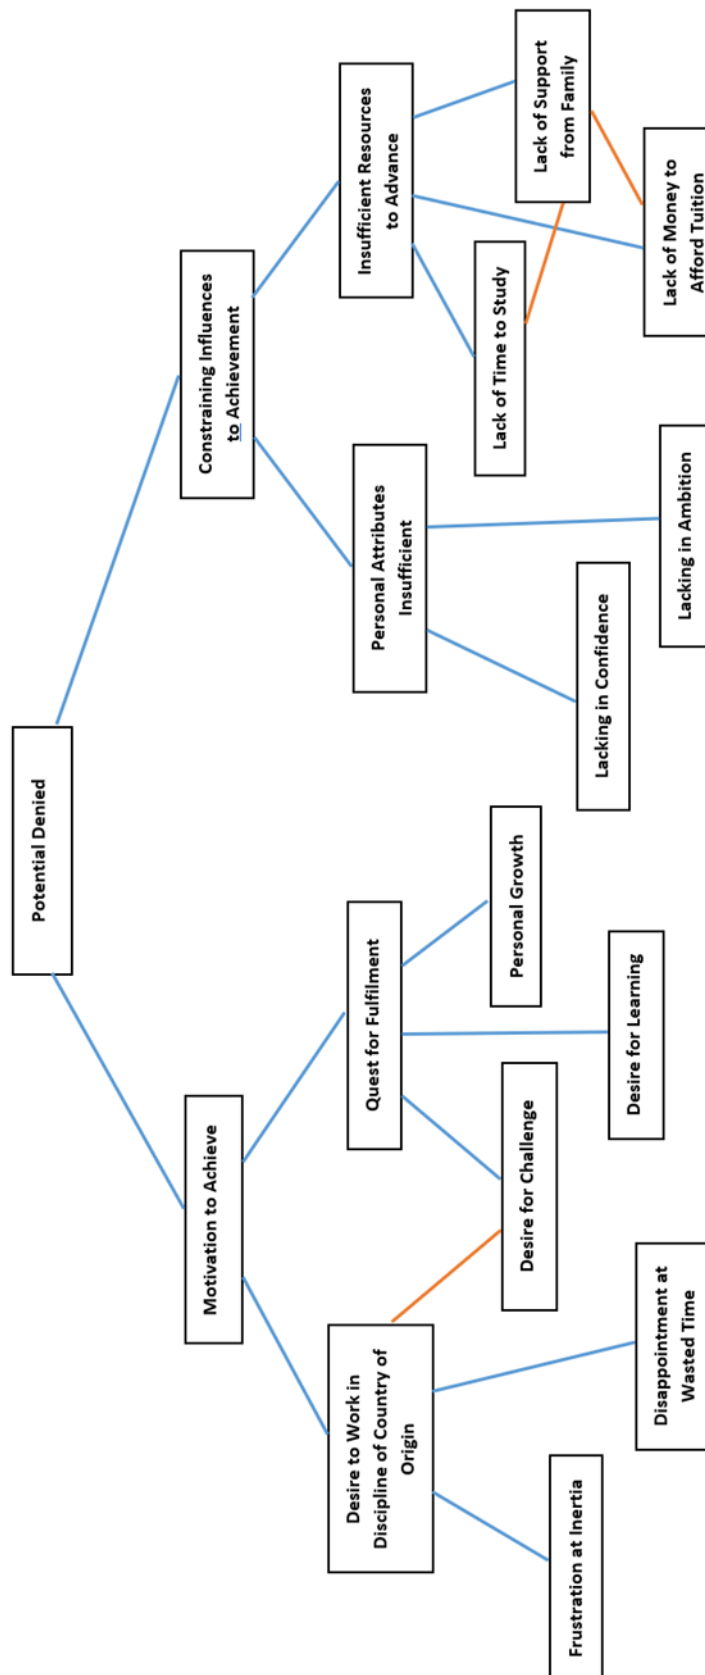 Potential Denied
Motivation to Achieve
Constraining Influences
to Achievement
Desire to Work in
Discipline of Country of
Origin
Quest for Fulfilment
Personal Attributes
Insufficient
Insufficient Resources
to Advance
Frustration at Inertia
Disappointment at
Wasted Time
Desire for Challenge
Desire for Learning
Personal Growth
Lacking in Confidence
Lacking in Ambition
Lack of Time to Study
Lack of Support
from Family
Lack of Money to
Afford Tuition